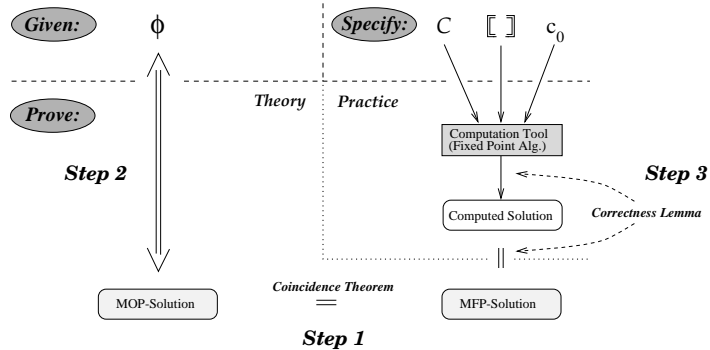 Given:
ϕ
Specify:
C
⟦ ⟧
c0
Theory
Practice
Prove:
Computation Tool
(Fixed Point Alg.)
Step 2
Step 3
Computed Solution
Correctness Lemma
=
MOP-Solution
Coincidence Theorem
=
MFP-Solution
Step 1